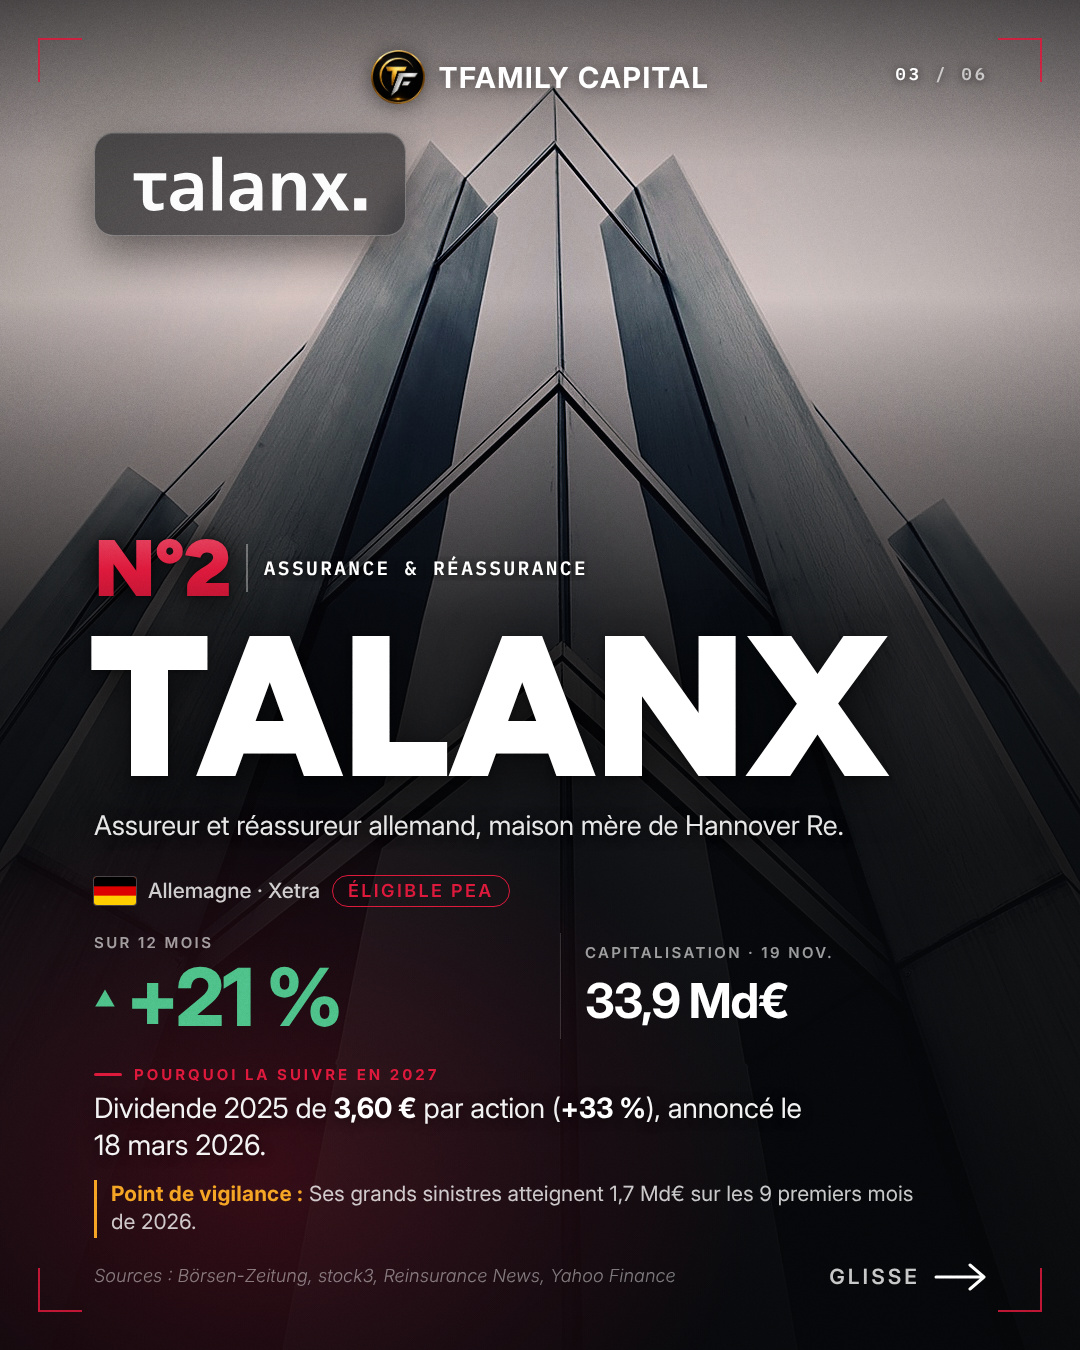 TF TFAMILY CAPITAL
03 / 06
talanx.
N°2
ASSURANCE & RÉASSURANCE
TALANX
Assureur et réassureur allemand, maison mère de Hannover Re.
Allemagne · Xetra ÉLIGIBLE PEA
SUR 12 MOIS
▲ +21 %
CAPITALISATION · 19 NOV.
33,9 Md€
POURQUOI LA SUIVRE EN 2027
Dividende 2025 de 3,60 € par action (+33 %), annoncé le
18 mars 2026.
Point de vigilance : Ses grands sinistres atteignent 1,7 Md€ sur les 9 premiers mois
de 2026.
Sources : Börsen-Zeitung, stock3, Reinsurance News, Yahoo Finance
GLISSE →